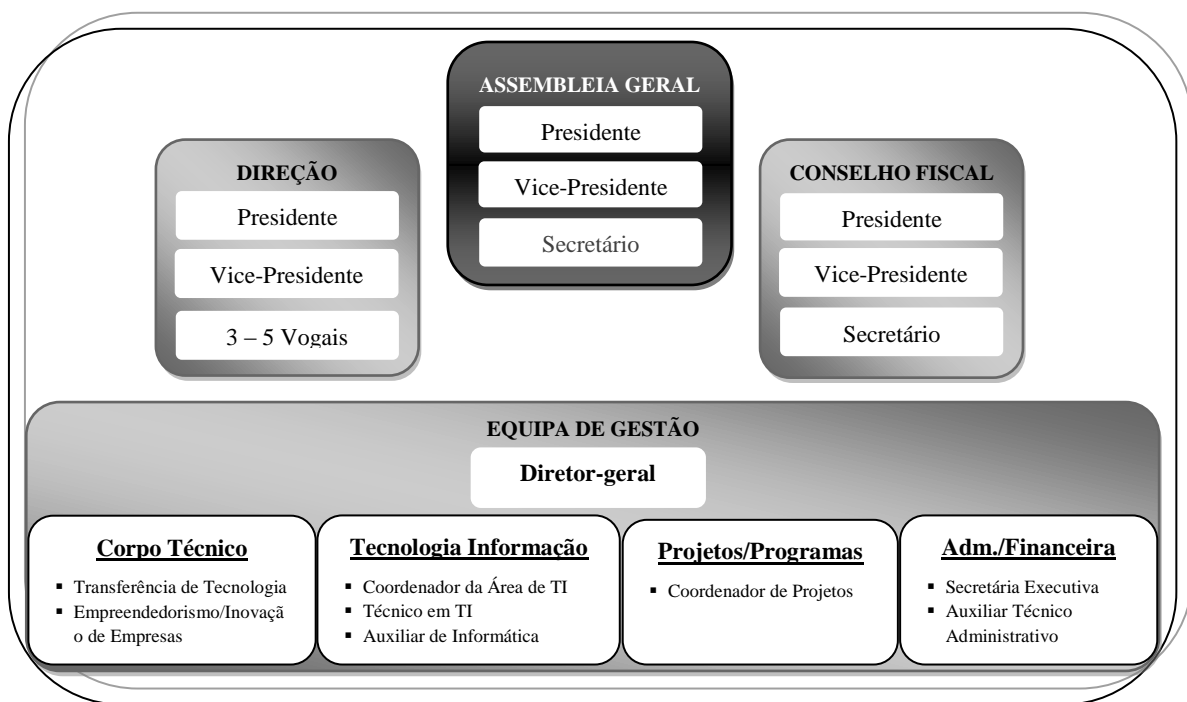 ASSEMBLEIA GERAL
Presidente
Vice-Presidente
Secretário
DIREÇÃO
Presidente
Vice-Presidente
3 – 5 Vogais
CONSELHO FISCAL
Presidente
Vice-Presidente
Secretário
EQUIPA DE GESTÃO
Diretor-geral
Corpo Técnico
▪ Transferência de Tecnologia
▪ Empreendedorismo/Inovaçã
o de Empresas
Tecnologia Informação
▪ Coordenador da Área de TI
▪ Técnico em TI
▪ Auxiliar de Informática
Projetos/Programas
▪ Coordenador de Projetos
Adm./Financeira
▪ Secretária Executiva
▪ Auxiliar Técnico
Administrativo